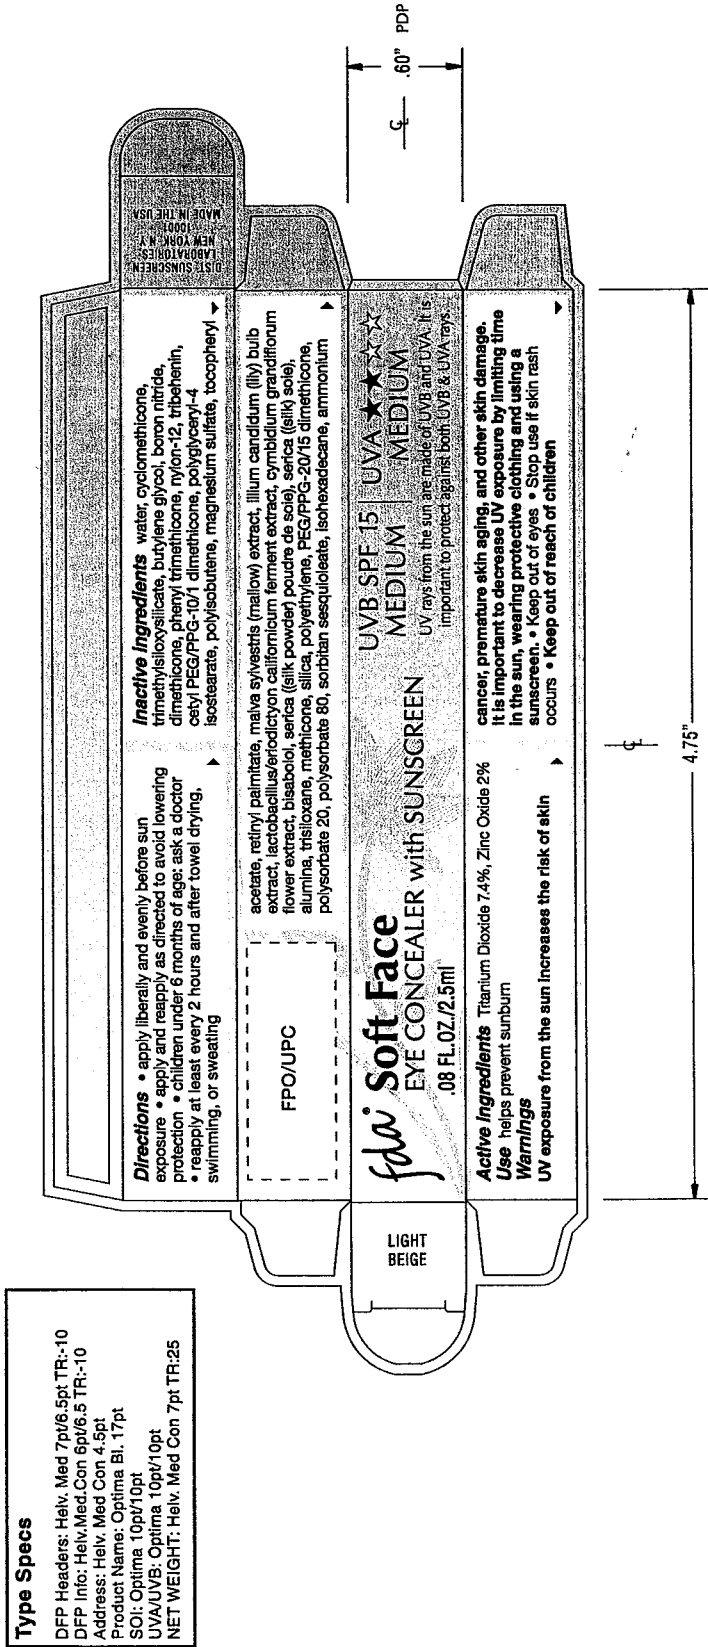 Type Specs
DFP Headers: Helv. Med 7pt/6.5pt TR:-10
DFP Info: Helv.Med.Con 6pt/6.5 TR:-10
Address: Helv. Med Con 4.5pt
Product Name: Optima Bl. 17pt
SOI: Optima 10pt/10pt
UVA/UVB: Optima 10pt/10pt
NET WEIGHT: Helv. Med Con 7pt TR:25
Directions • apply liberally and evenly before sun
exposure • apply and reapply as directed to avoid lowering
protection • children under 6 months of age: ask a doctor
• reapply at least every 2 hours and after towel drying,
swimming, or sweating
Inactive Ingredients water, cyclomethicone,
trimethylsiloxysilicate, butylene glycol, boron nitride,
dimethicone, phenyl trimethicone, nylon-12, tribehenin,
cetyl PEG/PPG-10/1 dimethicone, polyglyceryl-4
isostearate, polyisobutene, magnesium sulfate, tocopheryl
DIST. SUNSCREEN
LABORATORIES
NEW YORK N.Y.
10001
MADE IN THE USA
FPO/UPC
acetate, retinyl palmitate, malva sylvestris (mallow) extract, lilium candidum (lily) bulb
extract, lactobacillus/eriodictyon californicum ferment extract, cymbidium grandiflorum
flower extract, bisabolol, serica ((silk powder) poudre de soie), serica ((silk) soie),
alumina, trisiloxane, methicone, silica, polyethylene, PEG/PPG-20/15 dimethicone,
polysorbate 20, polysorbate 80, sorbitan sesquioleate, isohexadecane, ammonium
LIGHT
BEIGE
fda® Soft Face
EYE CONCEALER with SUNSCREEN
.08 FL.OZ./2.5ml
UVB SPF 15 | UVA ★★☆☆
MEDIUM | MEDIUM
UV rays from the sun are made of UVB and UVA. It is
important to protect against both UVB & UVA rays.
Active Ingredients Titanium Dioxide 7.4%, Zinc Oxide 2%
Use helps prevent sunburn
Warnings
UV exposure from the sun increases the risk of skin
cancer, premature skin aging, and other skin damage.
It is important to decrease UV exposure by limiting time
in the sun, wearing protective clothing and using a
sunscreen. • Keep out of eyes • Stop use if skin rash
occurs • Keep out of reach of children
.60" PDP
4.75"